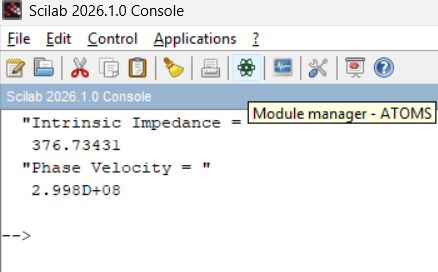 Scilab 2026.1.0 Console
File Edit Control Applications ?
Scilab 2026.1.0 Console
Module manager - ATOMS
"Intrinsic Impedance =
376.73431
"Phase Velocity = "
2.998D+08
-->